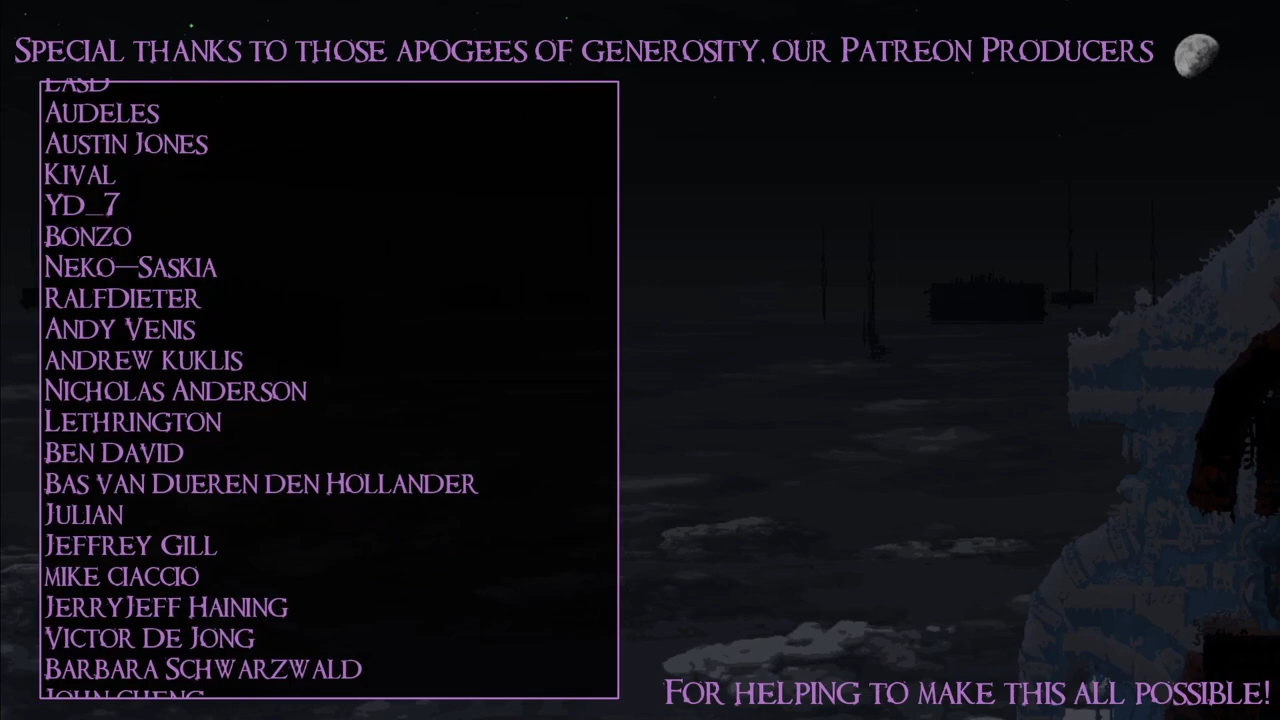 Special thanks to those apogees of generosity, our Patreon Producers
Audeles
Austin Jones
Kival
YD_7
Bonzo
Neko—Saskia
RalfDieter
Andy Venis
andrew kuklis
Nicholas Anderson
Lethrington
Ben David
Bas van Dueren den Hollander
Julian
Jeffrey Gill
mike ciaccio
JerryJeff Haining
Victor De Jong
Barbara Schwarzwald
John cheng
For helping to make this all possible!